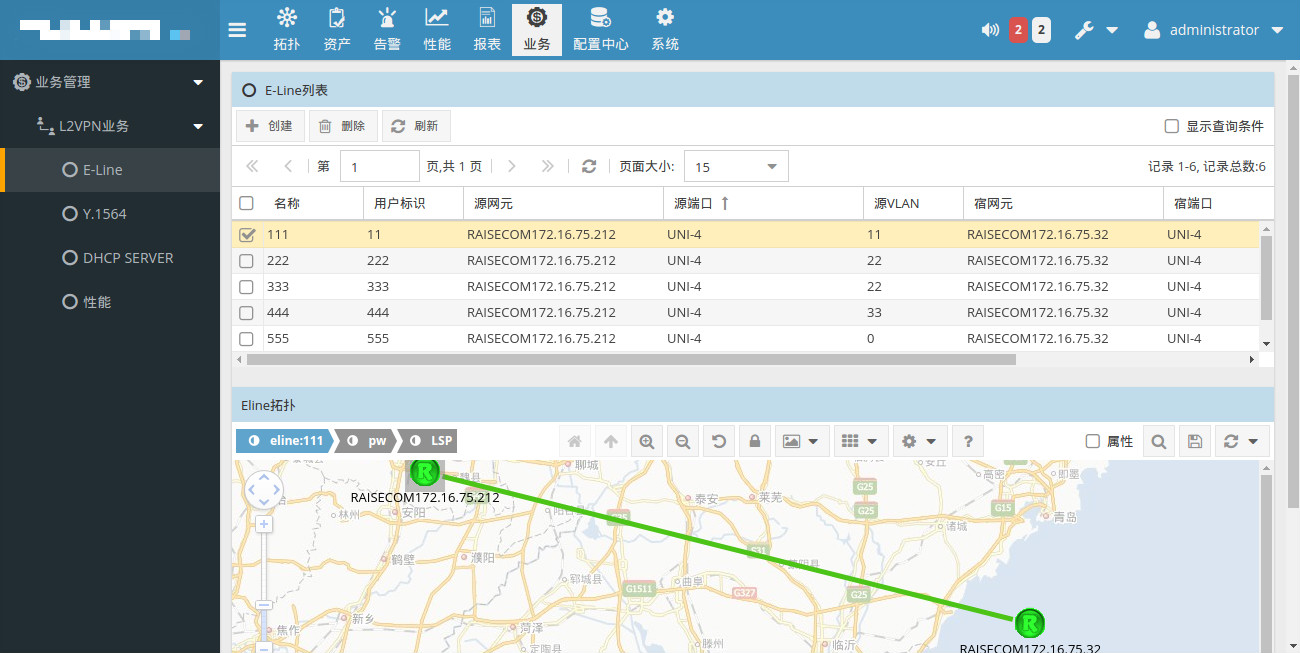 拓扑 资产 告警 性能 报表 业务 配置中心 系统 2 2 administrator
业务管理
L2VPN业务
E-Line
Y.1564
DHCP SERVER
性能
E-Line列表
创建 删除 刷新 显示查询条件
第 1 页,共 1 页 页面大小: 15 记录 1-6, 记录总数:6
名称 用户标识 源网元 源端口 源VLAN 宿网元 宿端口
111 11 RAISECOM172.16.75.212 UNI-4 11 RAISECOM172.16.75.32 UNI-4
222 222 RAISECOM172.16.75.212 UNI-4 22 RAISECOM172.16.75.32 UNI-4
333 333 RAISECOM172.16.75.212 UNI-4 22 RAISECOM172.16.75.32 UNI-4
444 444 RAISECOM172.16.75.212 UNI-4 33 RAISECOM172.16.75.32 UNI-4
555 555 RAISECOM172.16.75.212 UNI-4 0 RAISECOM172.16.75.32 UNI-4
Eline拓扑
eline:111 pw LSP ? 属性
聊城
R
高密 即墨
RAISECOM172.16.75.212
泰安 莱芜
G25
G25
G15
林州 安阳
青岛
诸城
鹤壁 濮阳
郓城县
曲阜
G1511
G327
G25
新乡
焦作 菏泽
R
定陶县 滕州 临沂
RAISECOM172.16.75.32